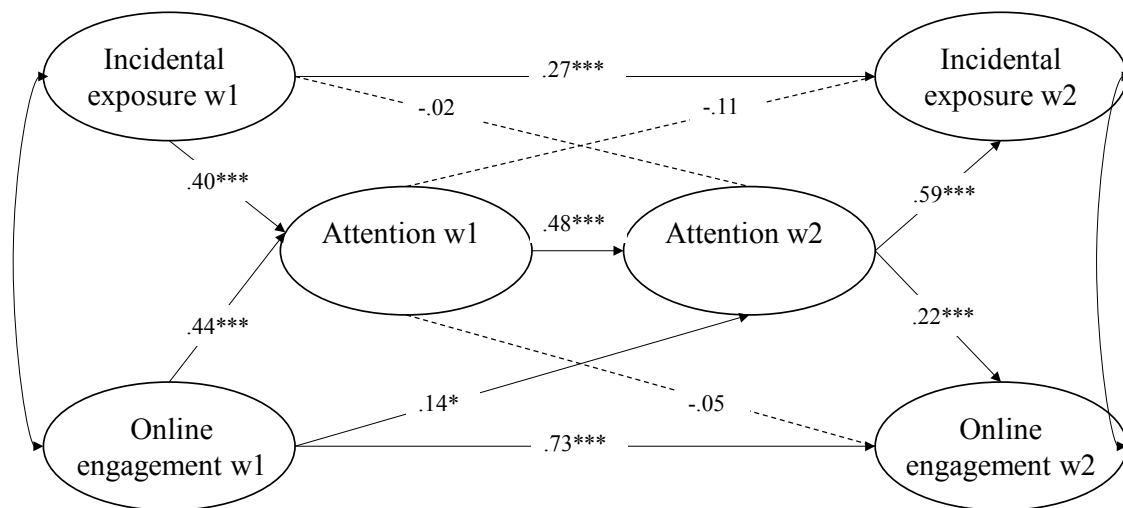 Incidental
exposure w1
.27***
Incidental
exposure w2
-.02
-.11
.40***
.59***
Attention w1
.48***
Attention w2
.44***
.22***
.14*
-.05
Online
engagement w1
.73***
Online
engagement w2